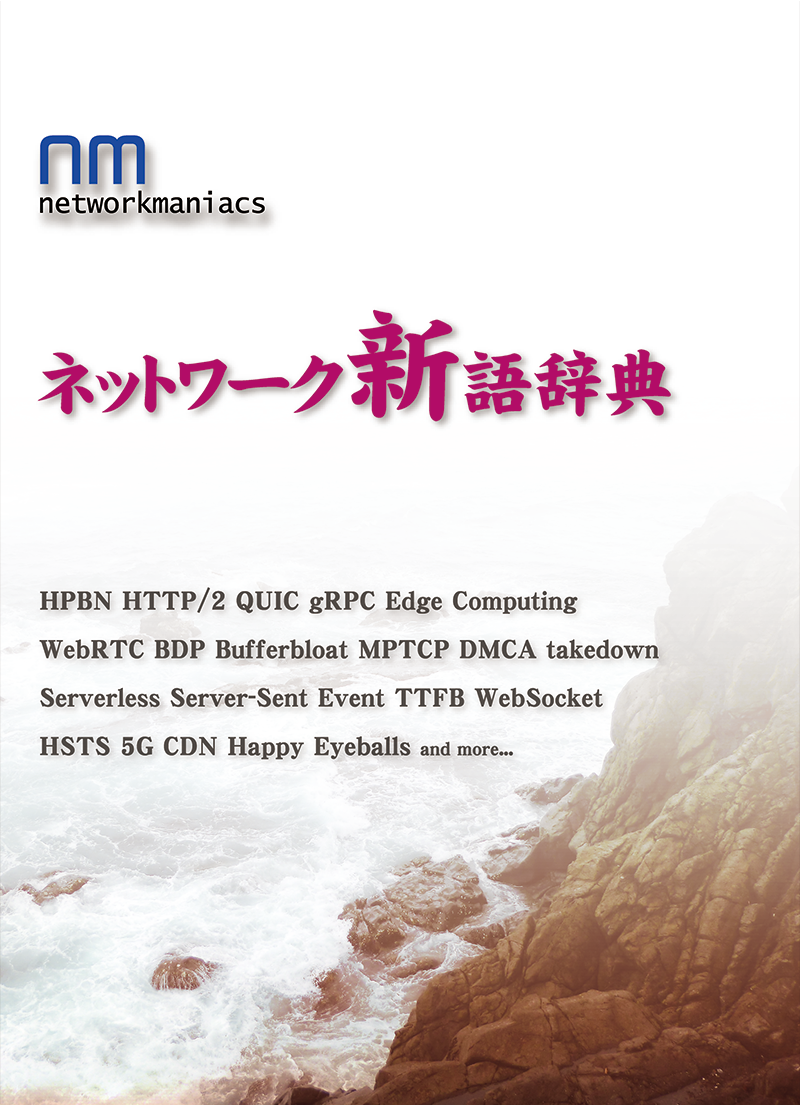 nm
networkmaniacs
ネットワーク新語辞典
HPBN HTTP/2 QUIC gRPC Edge Computing
WebRTC BDP Bufferbloat MPTCP DMCA takedown
Serverless Server-Sent Event TTFB WebSocket
HSTS 5G CDN Happy Eyeballs and more...